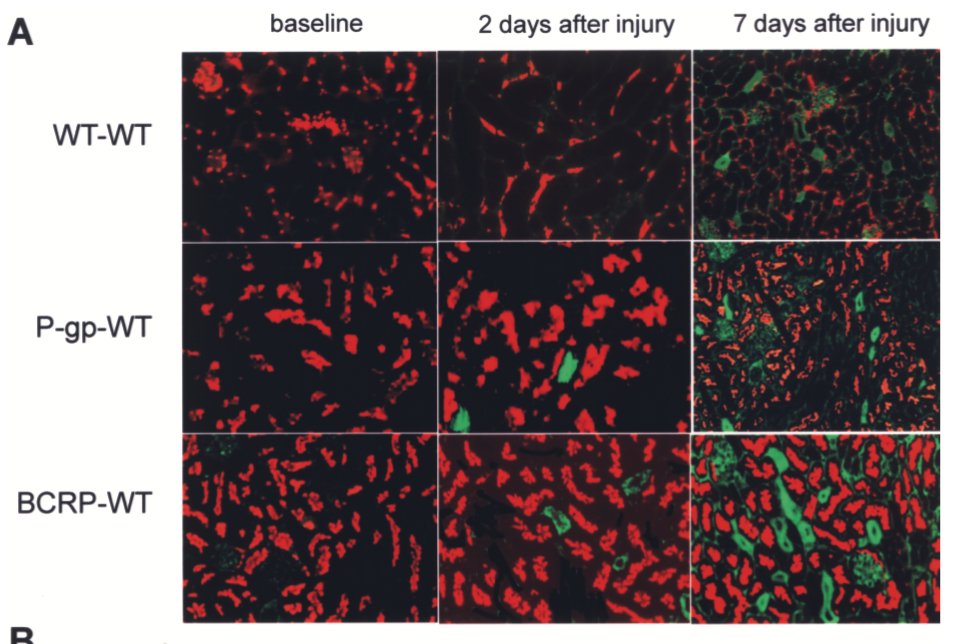 A
baseline 2 days after injury 7 days after injury
WT-WT
P-gp-WT
BCRP-WT
B